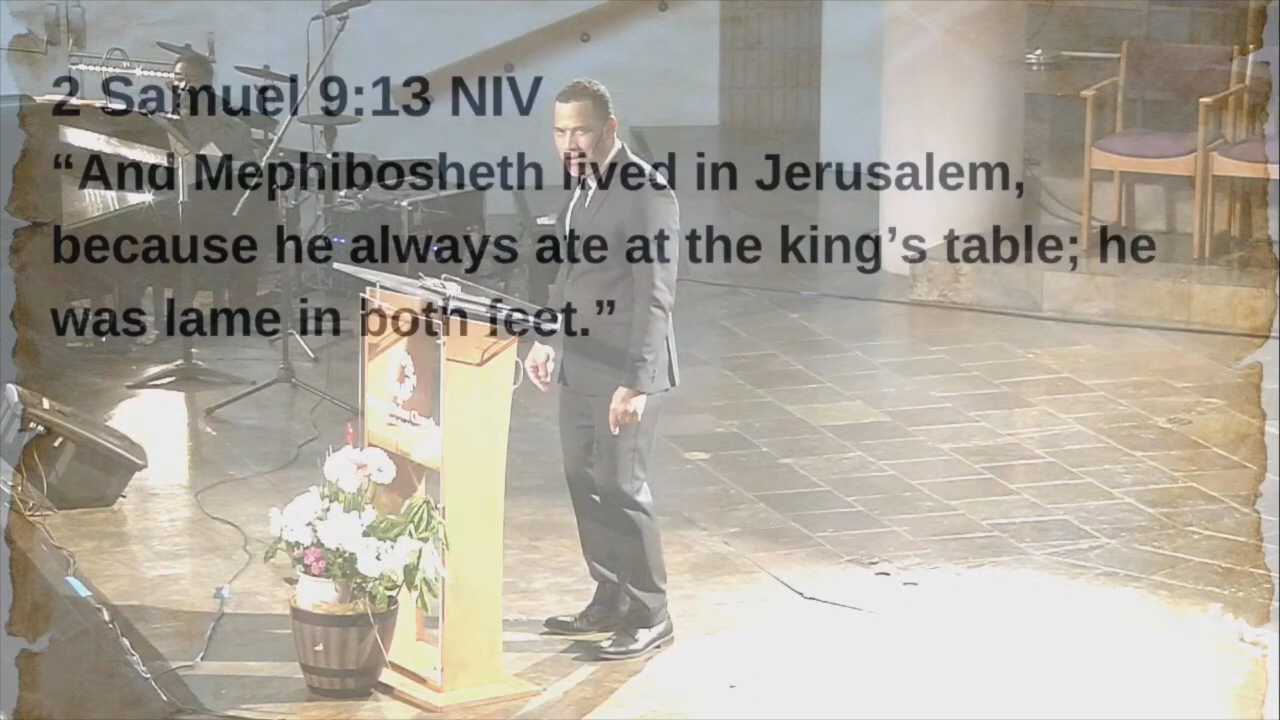 2 Samuel 9:13 NIV
“And Mephibosheth lived in Jerusalem,
because he always ate at the king’s table; he
was lame in both feet.”